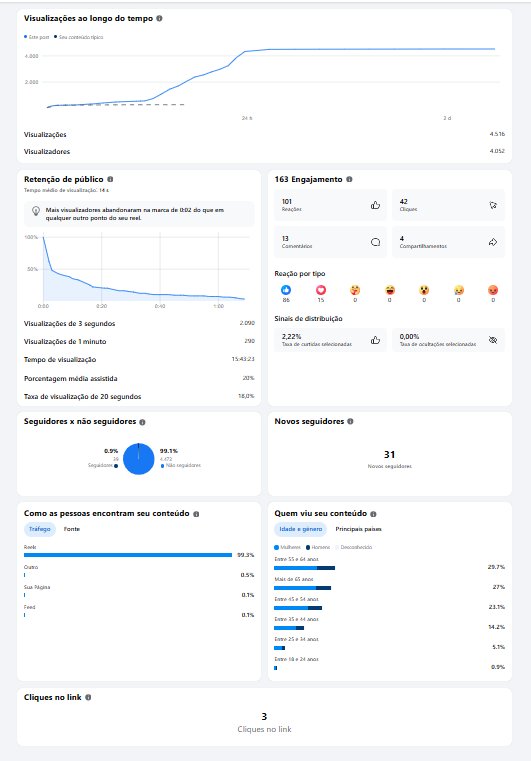 Visualizações ao longo do tempo
Este post
Seu conteúdo típico
4.000
2.000
24 h
2 d
Visualizações 4.516
Visualizadores 4.052
Retenção de público
Tempo médio de visualização: 14 s
Mais visualizadores abandonaram na marca de 0:02 do que em
qualquer outro ponto do seu reel.
100%
50%
0:00 0:20 0:40 1:00
Visualizações de 3 segundos 2.090
Visualizações de 1 minuto 290
Tempo de visualização 15:43:23
Porcentagem média assistida 20%
Taxa de visualização de 20 segundos 18,0%
163 Engajamento
101
Reações
42
Cliques
13
Comentários
4
Compartilhamentos
Reação por tipo
86 15 0 0 0 0 0
Sinais de distribuição
2,22%
Taxa de curtidas selecionadas
0,00%
Taxa de ocultações selecionadas
Seguidores x não seguidores
0.9%
39
Seguidores
99.1%
4.473
Não seguidores
Novos seguidores
31
Novos seguidores
Como as pessoas encontram seu conteúdo
Tráfego Fonte
Reels
99.3%
Outro
0.5%
Sua Página
0.1%
Feed
0.1%
Quem viu seu conteúdo
Idade e gênero Principais países
Mulheres Homens Desconhecido
Entre 55 e 64 anos
29.7%
Mais de 65 anos
27%
Entre 45 e 54 anos
23.1%
Entre 35 e 44 anos
14.2%
Entre 25 e 34 anos
5.1%
Entre 18 e 24 anos
0.9%
Cliques no link
3
Cliques no link